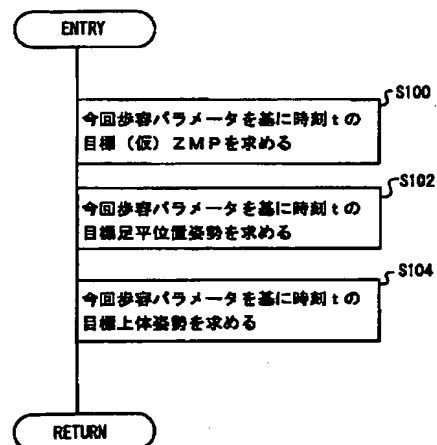 ENTRY
S100
今回歩容パラメータを基に時刻tの
目標(仮)ZMPを求める
S102
今回歩容パラメータを基に時刻tの
目標足平位置姿勢を求める
S104
今回歩容パラメータを基に時刻tの
目標上体姿勢を求める
RETURN